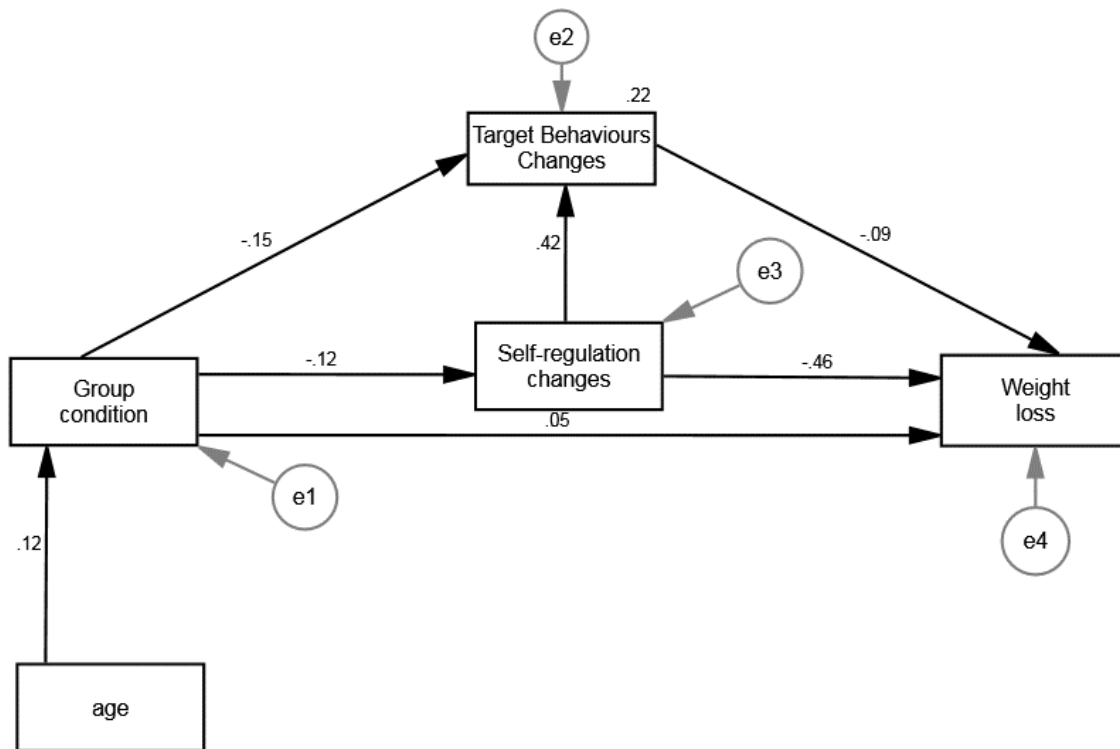 e2
.22
Target Behaviours
Changes
-.15
.42
-.09
e3
Self-regulation
changes
-.12
-.46
Group
condition
Weight
loss
.05
e1
e4
.12
age